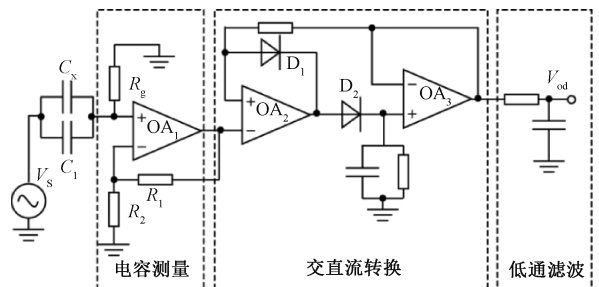 Cx
C1
VS
Rg
+
OA1
−
R1
R2
D1
+
OA2
−
D2
−
OA3
+
Vod
电容测量
交直流转换
低通滤波